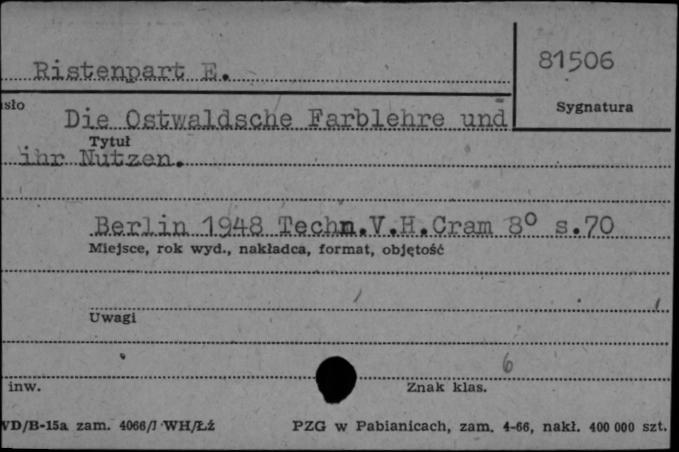 81506
Ristenpart E.
Sygnatura
Die Ostwaldsche Farblehre und
Tytuł
ihr Nutzen.
Berlin 1948 Techn.V.H.Cram 8° s.70
Miejsce, rok wyd., nakładca, format, objętość
Uwagi
6
inw.
Znak klas.
VD/B-15a zam. 4066/J WH/Łź
PZG w Pabianicach, zam. 4-66, nakł. 400 000 szt.